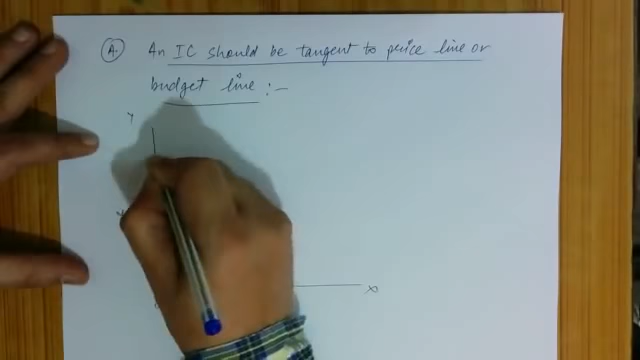 (A) An IC should be tangent to price line or
budget line :-
Y
X